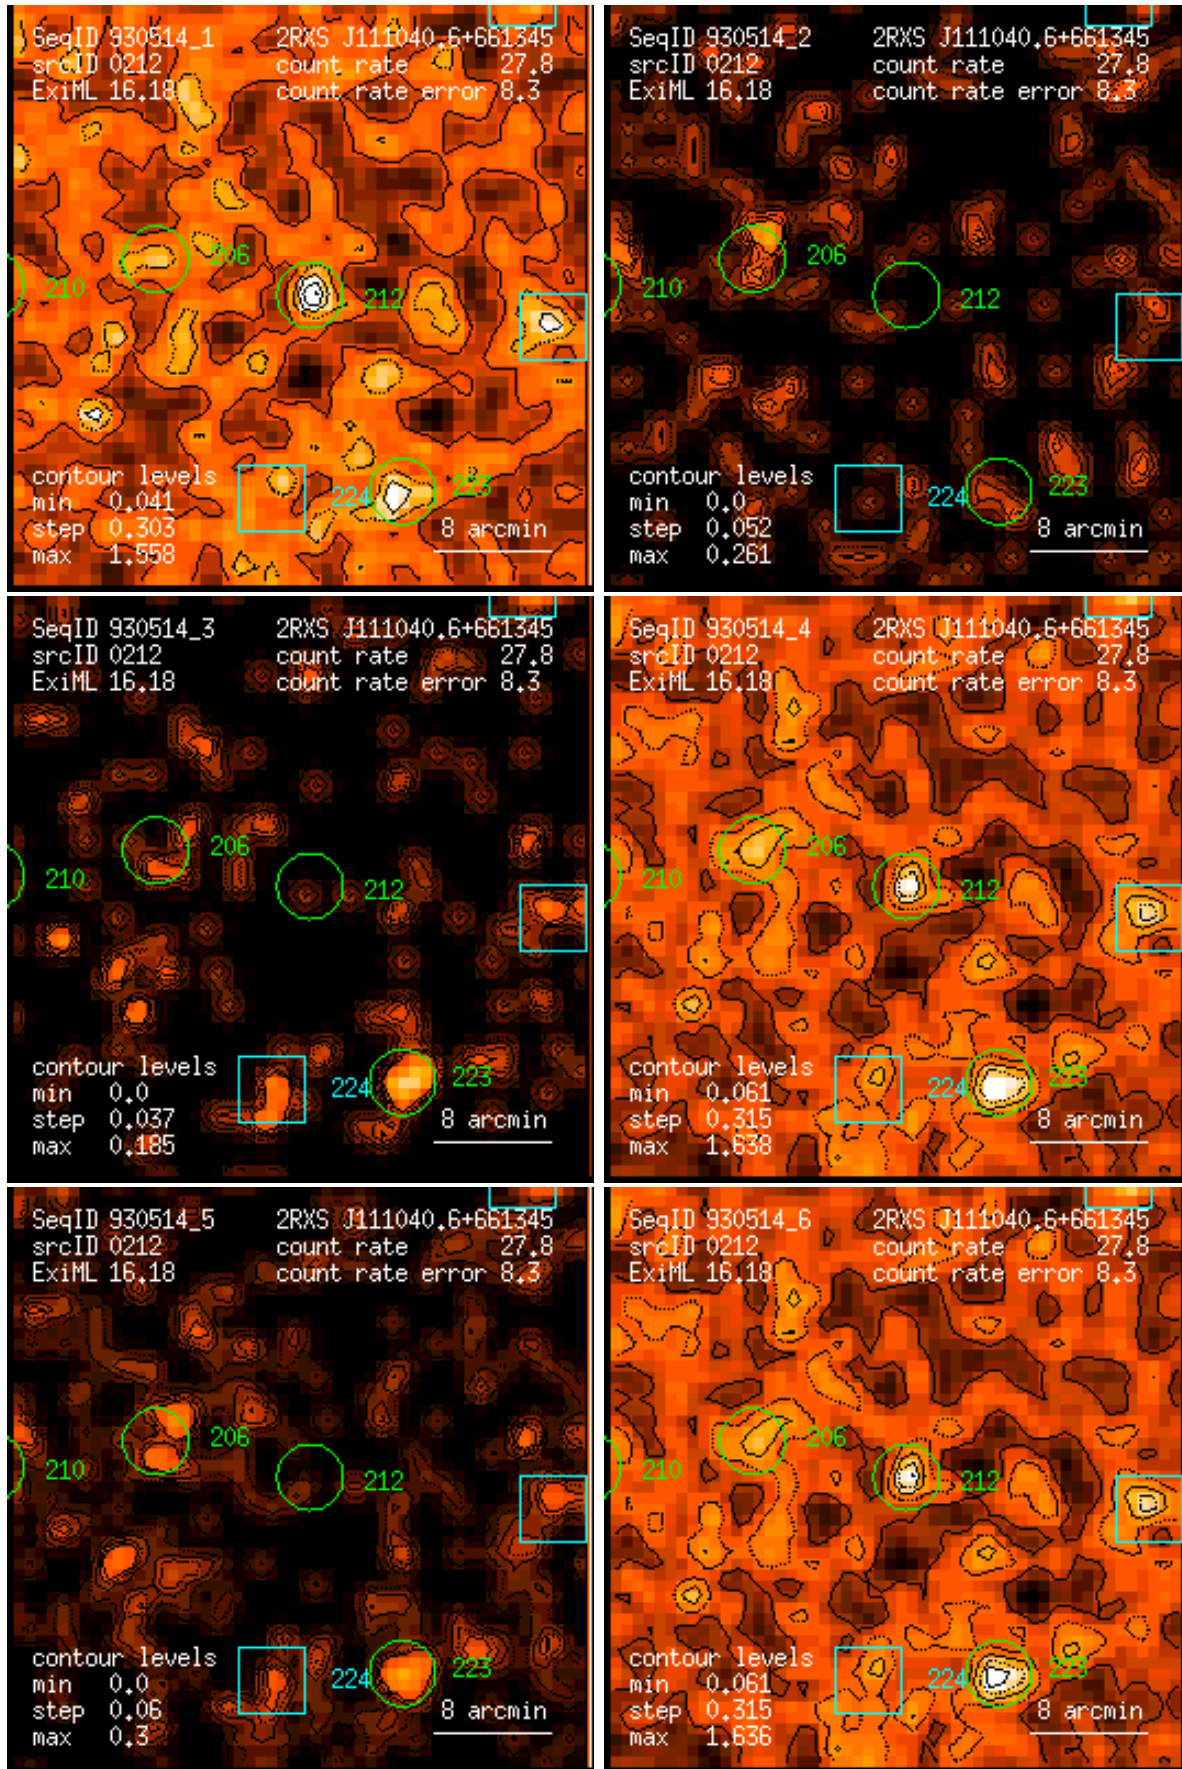 SeqID 930514_1 2RXS J111040.6+661345
srcID 0212 count rate 27.8
ExiML 16.18 count rate error 8.3
206
210 212
contour levels
min 0.041 224 223
step 0.303 8 arcmin
max 1.558
SeqID 930514_2 2RXS J111040.6+661345
srcID 0212 count rate 27.8
ExiML 16.18 count rate error 8.3
206
210 212
contour levels
min 0.0 224 223
step 0.052 8 arcmin
max 0.261
SeqID 930514_3 2RXS J111040.6+661345
srcID 0212 count rate 27.8
ExiML 16.18 count rate error 8.3
206
210 212
contour levels
min 0.0 224 223
step 0.037 8 arcmin
max 0.185
SeqID 930514_4 2RXS J111040.6+661345
srcID 0212 count rate 27.8
ExiML 16.18 count rate error 8.3
206
210 212
contour levels
min 0.061 224 223
step 0.315 8 arcmin
max 1.638
SeqID 930514_5 2RXS J111040.6+661345
srcID 0212 count rate 27.8
ExiML 16.18 count rate error 8.3
206
210 212
contour levels
min 0.0 224 223
step 0.06 8 arcmin
max 0.3
SeqID 930514_6 2RXS J111040.6+661345
srcID 0212 count rate 27.8
ExiML 16.18 count rate error 8.3
206
210 212
contour levels
min 0.061 224 223
step 0.315 8 arcmin
max 1.636